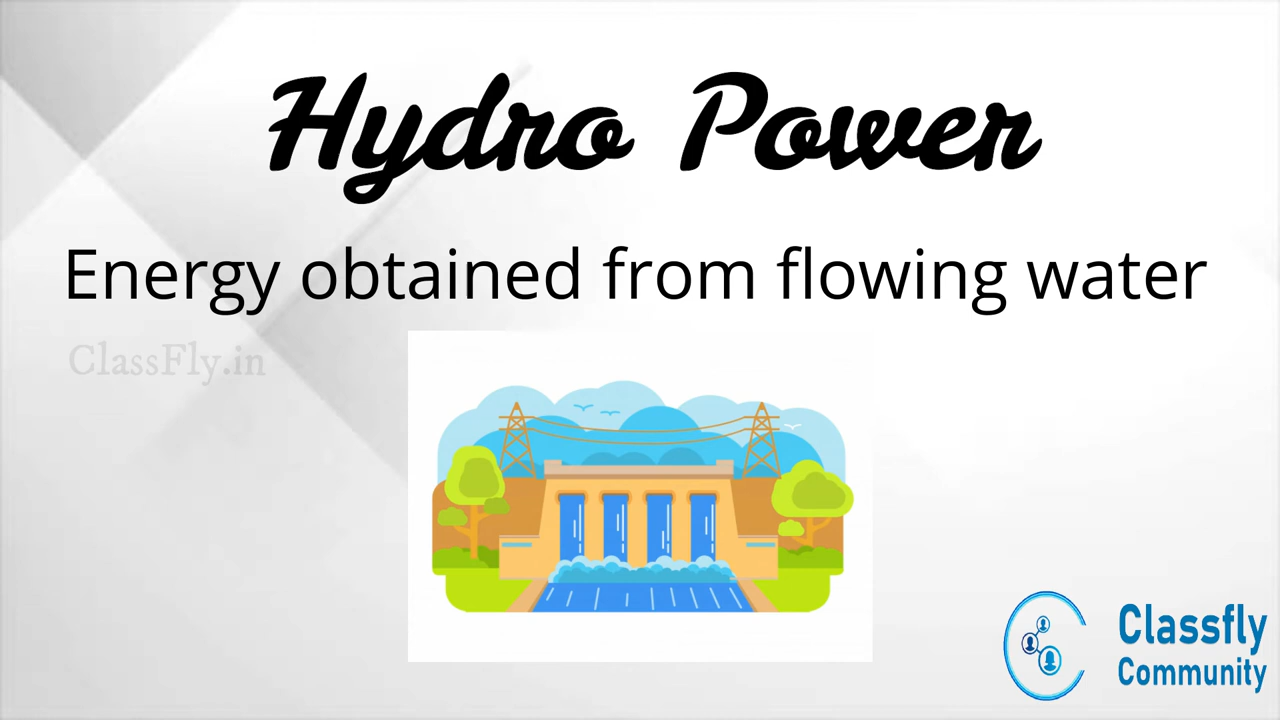 Hydro Power
Energy obtained from flowing water
ClassFly.in
Classfly
Community